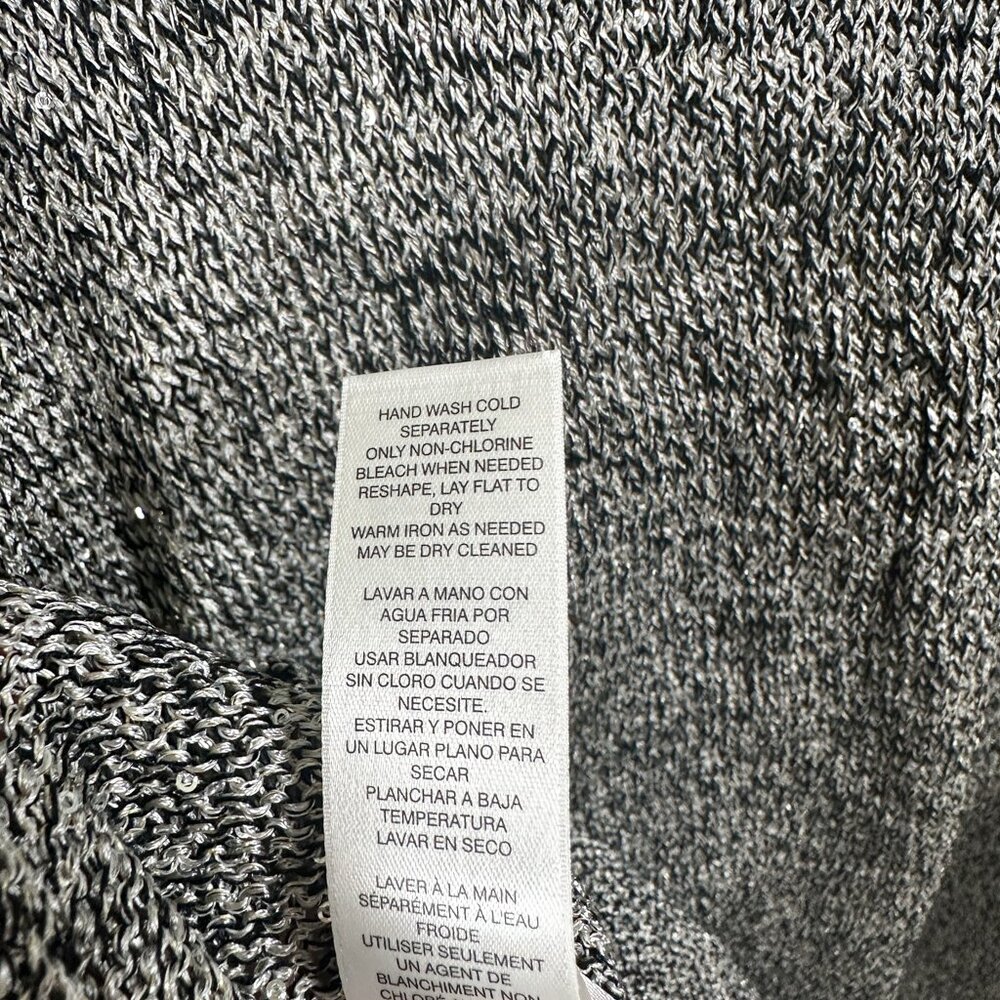 HAND WASH COLD
SEPARATELY
ONLY NON-CHLORINE
BLEACH WHEN NEEDED
RESHAPE, LAY FLAT TO
DRY
WARM IRON AS NEEDED
MAY BE DRY CLEANED
LAVAR A MANO CON
AGUA FRIA POR
SEPARADO
USAR BLANQUEADOR
SIN CLORO CUANDO SE
NECESITE.
ESTIRAR Y PONER EN
UN LUGAR PLANO PARA
SECAR
PLANCHAR A BAJA
TEMPERATURA
LAVAR EN SECO
LAVER À LA MAIN
SÉPARÉMENT À L'EAU
FROIDE
UTILISER SEULEMENT
UN AGENT DE
BLANCHIMENT NON